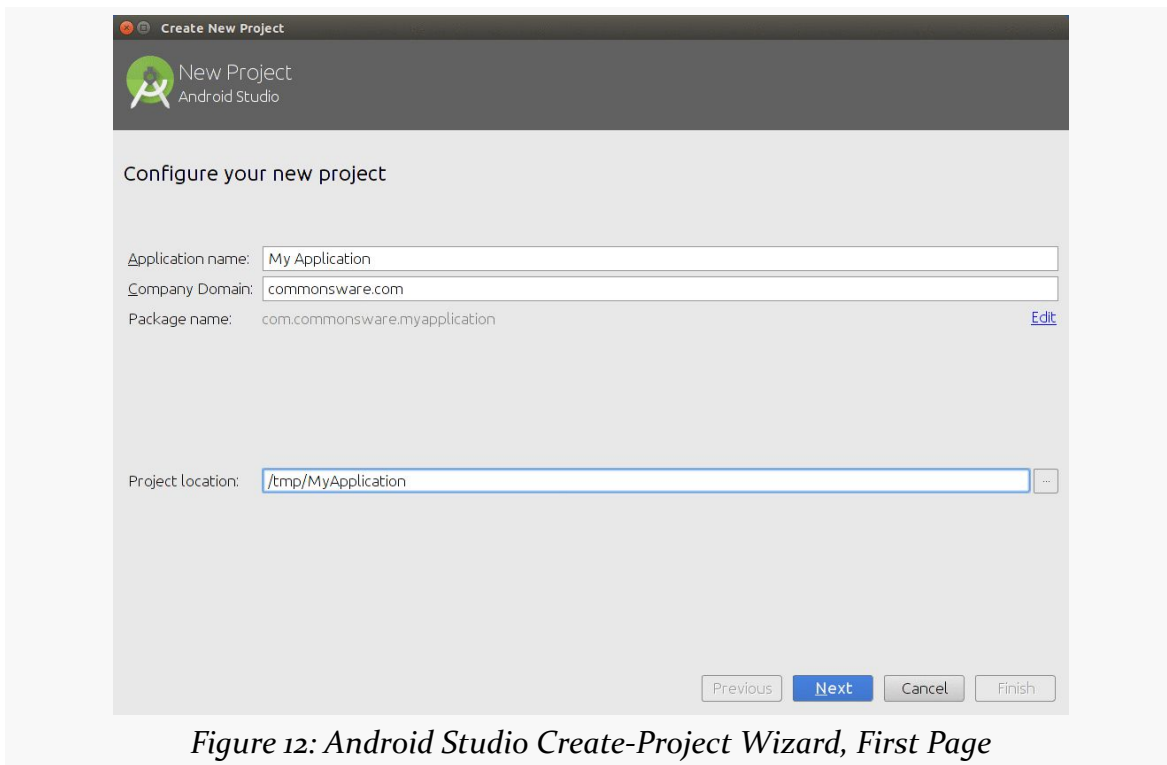 Create New Project
New Project
Android Studio
Configure your new project
Application name: My Application
Company Domain: commonsware.com
Package name: com.commonsware.myapplication Edit
Project location: /tmp/MyApplication ...
Previous Next Cancel Finish
Figure 12: Android Studio Create-Project Wizard, First Page